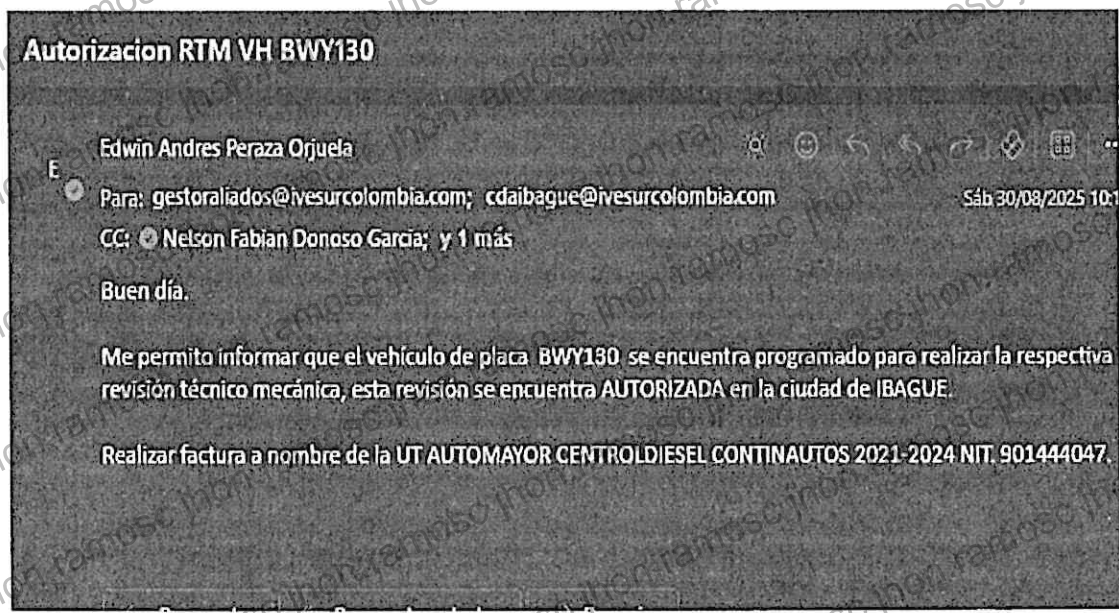 Autorizacion RTM VH BWY130
Edwin Andres Peraza Orjuela
E
Para: gestoraliados@ivesurcolombia.com; cdaibague@ivesurcolombia.com
Sáb 30/08/2025 10:1
CC: Nelson Fabian Donoso Garcia; y 1 más
Buen día.
Me permito informar que el vehículo de placa BWY130 se encuentra programado para realizar la respectiva
revisión técnico mecánica, esta revisión se encuentra AUTORIZADA en la ciudad de IBAGUE.
Realizar factura a nombre de la UT AUTOMAYOR CENTROLDIESEL CONTINAUTOS 2021-2024 NIT. 901444047.